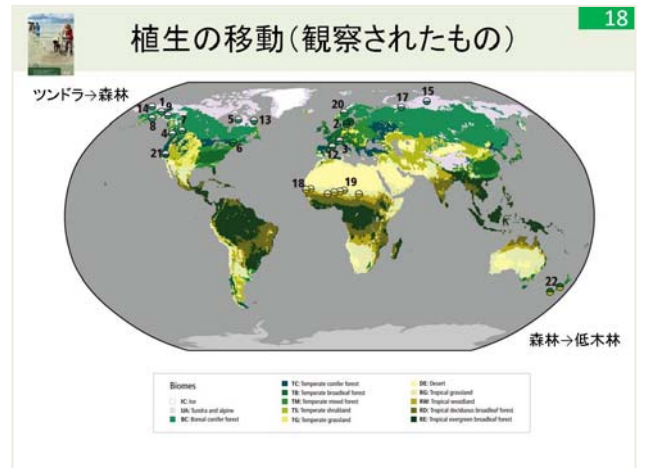 18
植生の移動（観察されたもの）
ツンドラ→森林
14
1
9
8
4
7
5
13
6
21
20
2
17
15
12
3
18
19
22
森林→低木林
Biomes
IC: Ice
UA: Tundra and alpine
BC: Boreal conifer forest
TC: Temperate conifer forest
TB: Temperate broadleaf forest
TM: Temperate mixed forest
TS: Temperate shrubland
TG: Temperate grassland
DE: Desert
RG: Tropical grassland
RW: Tropical woodland
RD: Tropical deciduous broadleaf forest
RE: Tropical evergreen broadleaf forest